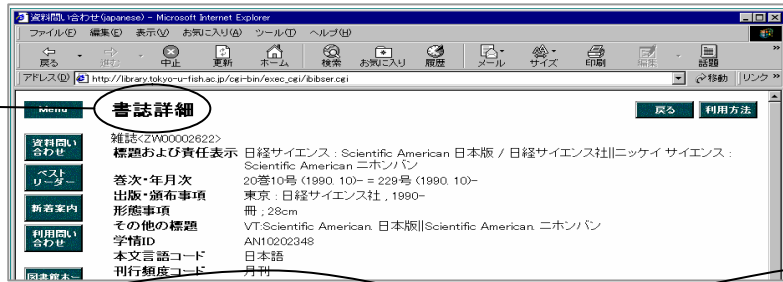 資料問い合わせ(japanese) - Microsoft Internet Explorer
ファイル(F) 編集(E) 表示(V) お気に入り(A) ツール(T) ヘルプ(H)
戻る 進む 中止 更新 ホーム 検索 お気に入り 履歴 メール サイズ 印刷 編集 話題
アドレス(D) http://library.tokyo-u-fish.ac.jp/cgi-bin/exec_cgi/ibibser.cgi 移動 リンク »
Menu 書誌詳細 戻る 利用方法
資料問い
合わせ
ベスト
リーダー
新着案内
利用問い
合わせ
図書館ホー
雑誌<ZW00002622>
標題および責任表示 日経サイエンス : Scientific American 日本版 / 日経サイエンス社||ニッケイ サイエンス :
Scientific American ニホンバン
巻次・年月次 20巻10号 (1990. 10)- = 229号 (1990. 10)-
出版・頒布事項 東京 : 日経サイエンス社 , 1990-
形態事項 冊 ; 28cm
その他の標題 VT:Scientific American. 日本版||Scientific American. ニホンバン
学情ID AN10202348
本文言語コード 日本語
刊行頻度コード 月刊